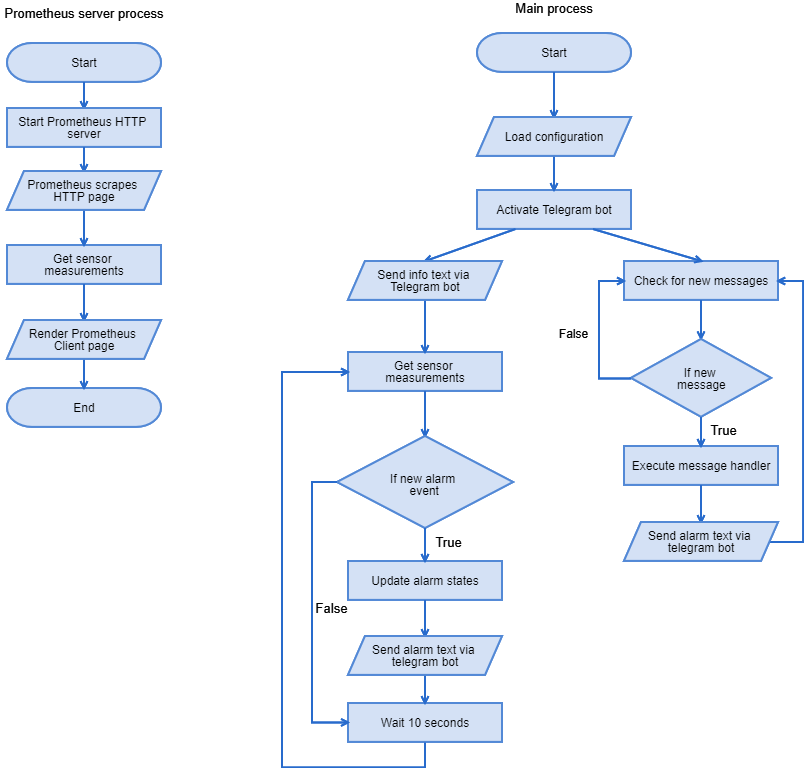 Prometheus server process
Start
Start Prometheus HTTP
server
Prometheus scrapes
HTTP page
Get sensor
measurements
Render Prometheus
Client page
End
Main process
Start
Load configuration
Activate Telegram bot
Send info text via
Telegram bot
Get sensor
measurements
If new alarm
event
True
False
Update alarm states
Send alarm text via
telegram bot
Wait 10 seconds
Check for new messages
False
If new
message
True
Execute message handler
Send alarm text via
telegram bot